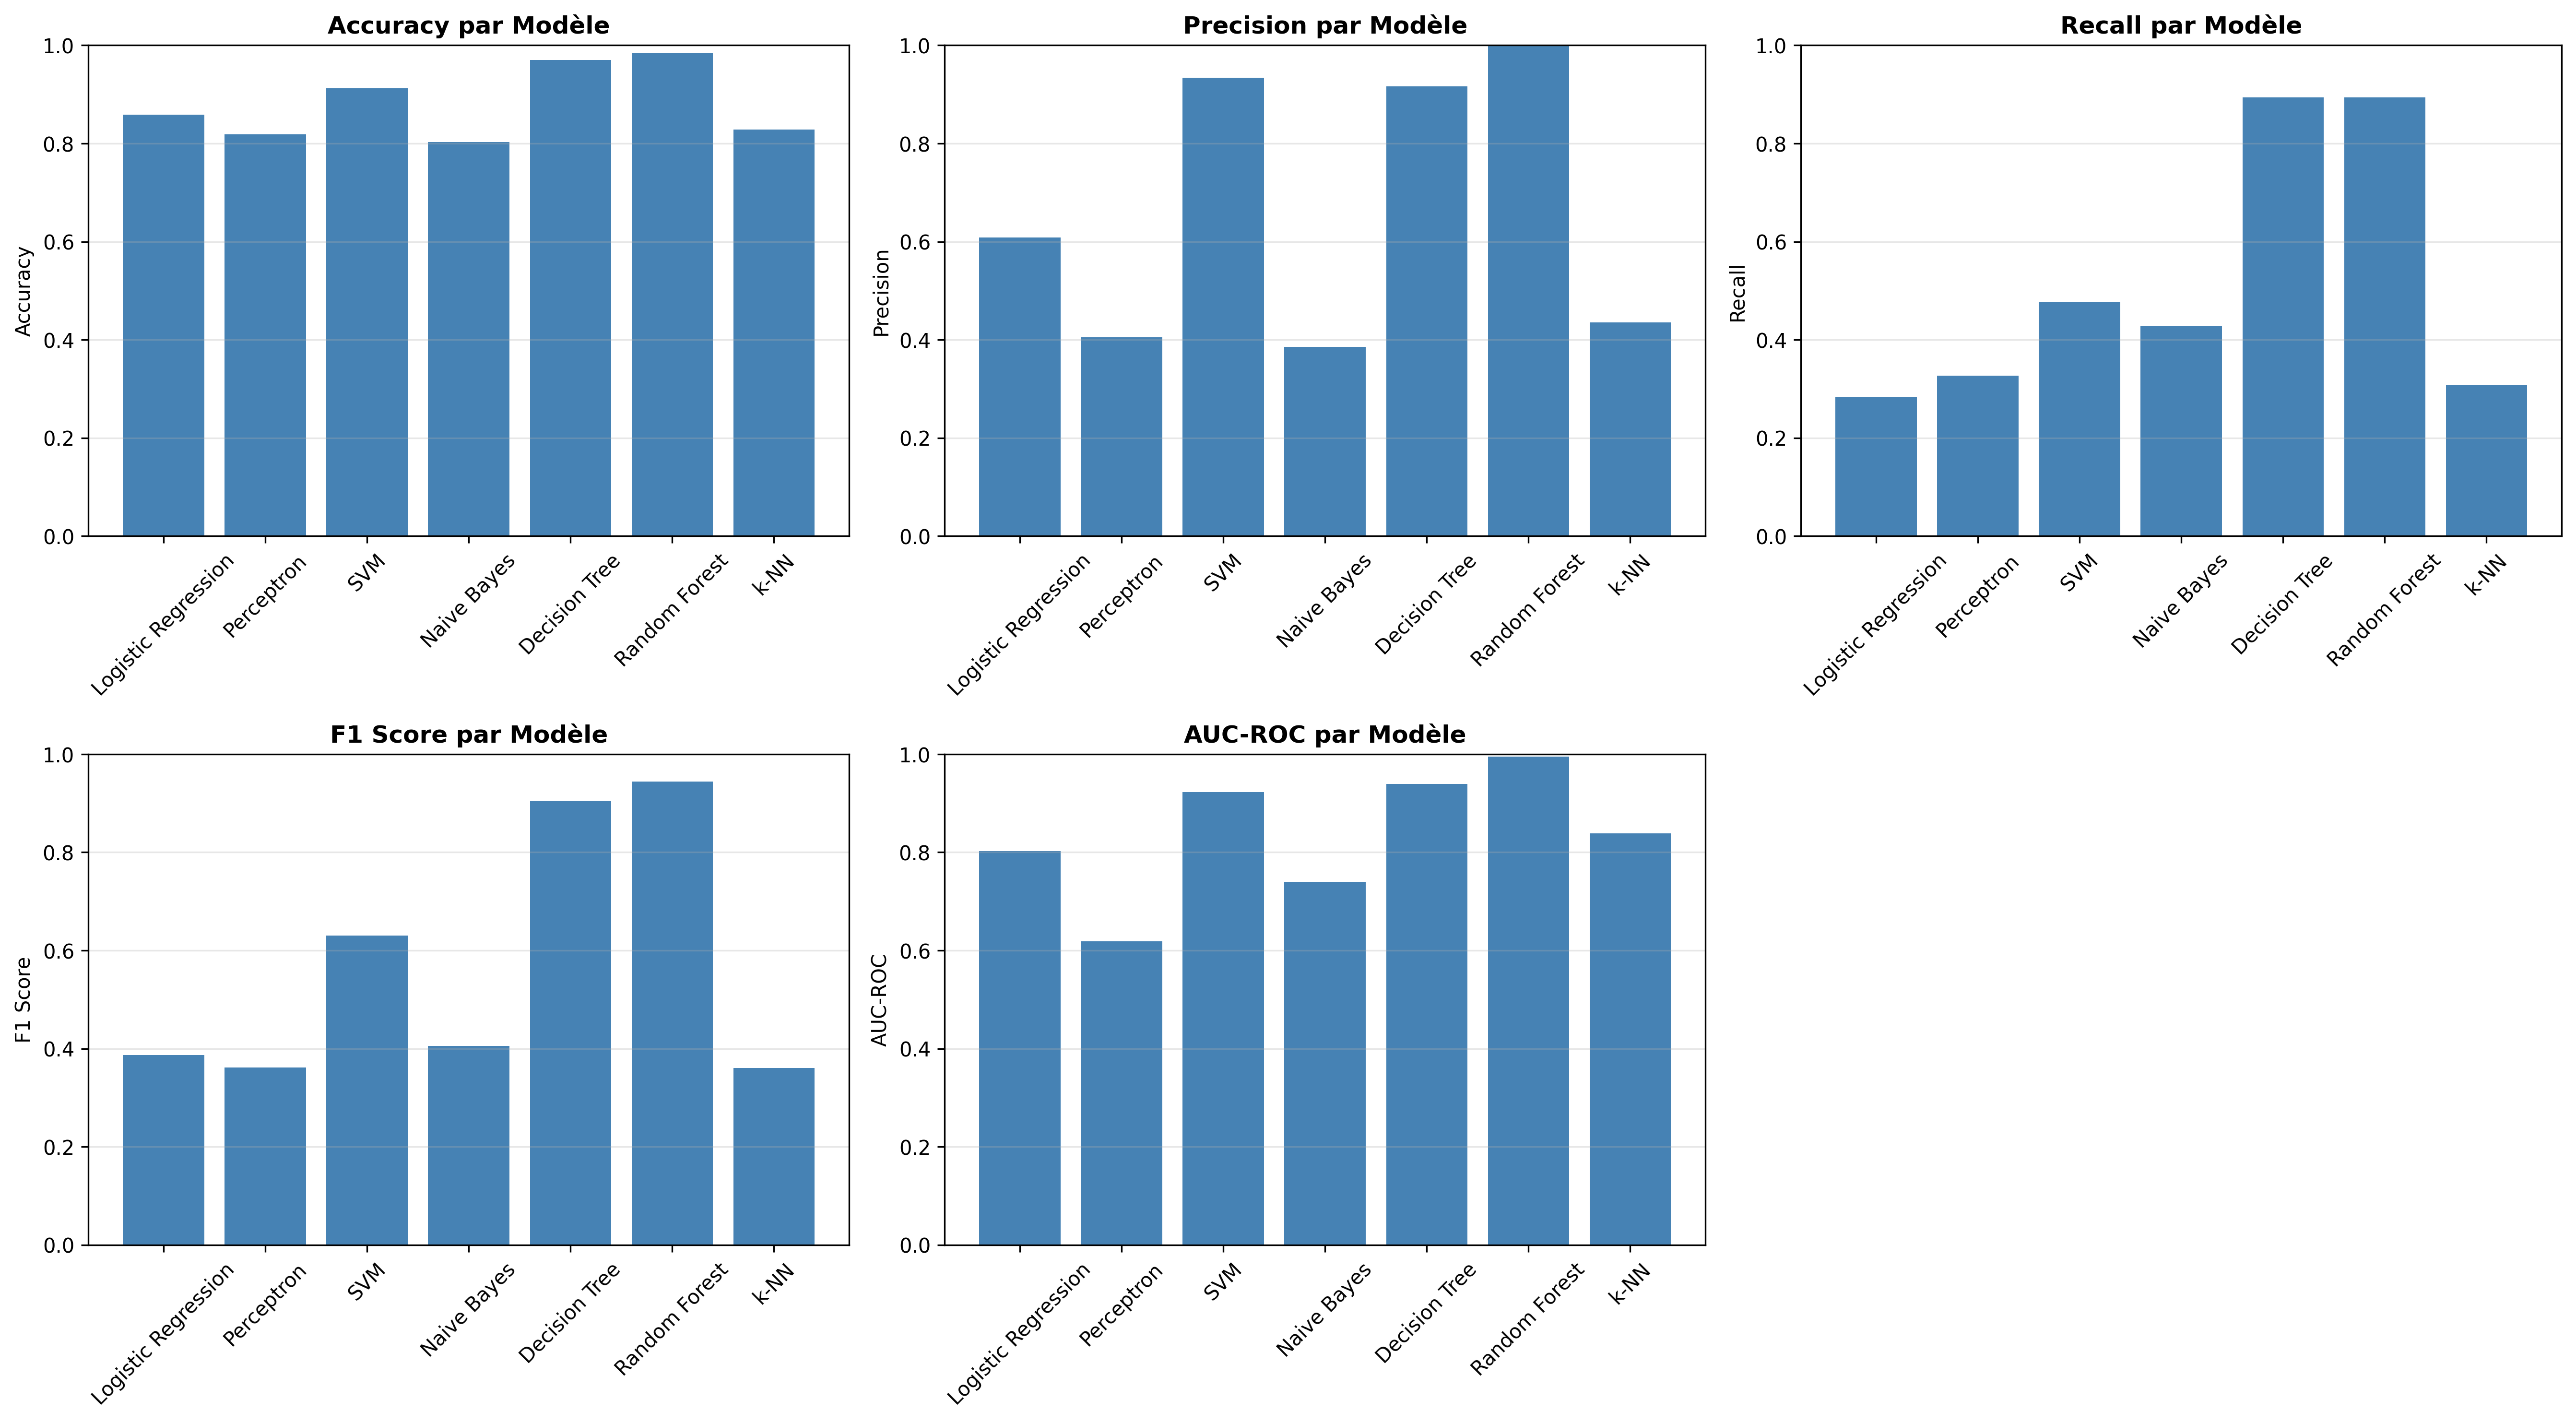 Accuracy par Modèle
Accuracy
1.0
0.8
0.6
0.4
0.2
0.0
Logistic Regression
Perceptron
SVM
Naive Bayes
Decision Tree
Random Forest
k-NN
Precision par Modèle
Precision
1.0
0.8
0.6
0.4
0.2
0.0
Logistic Regression
Perceptron
SVM
Naive Bayes
Decision Tree
Random Forest
k-NN
Recall par Modèle
Recall
1.0
0.8
0.6
0.4
0.2
0.0
Logistic Regression
Perceptron
SVM
Naive Bayes
Decision Tree
Random Forest
k-NN
F1 Score par Modèle
F1 Score
1.0
0.8
0.6
0.4
0.2
0.0
Logistic Regression
Perceptron
SVM
Naive Bayes
Decision Tree
Random Forest
k-NN
AUC-ROC par Modèle
AUC-ROC
1.0
0.8
0.6
0.4
0.2
0.0
Logistic Regression
Perceptron
SVM
Naive Bayes
Decision Tree
Random Forest
k-NN